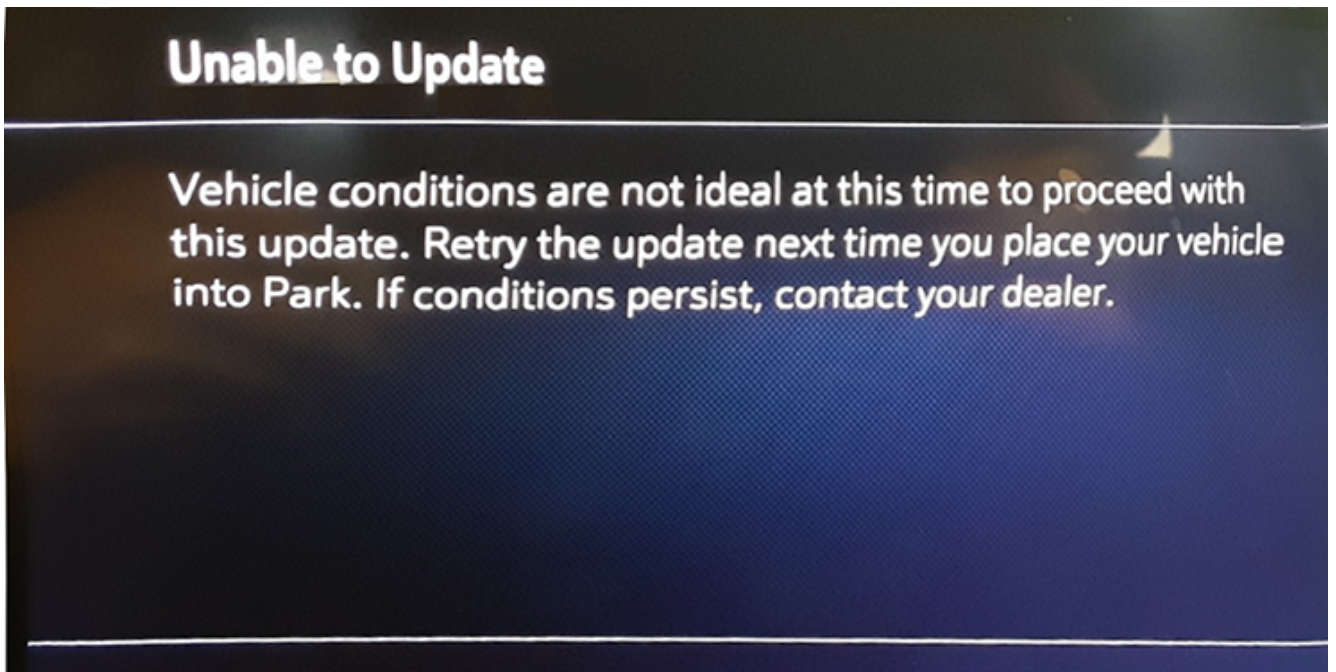 Unable to Update
Vehicle conditions are not ideal at this time to proceed with
this update. Retry the update next time you place your vehicle
into Park. If conditions persist, contact your dealer.